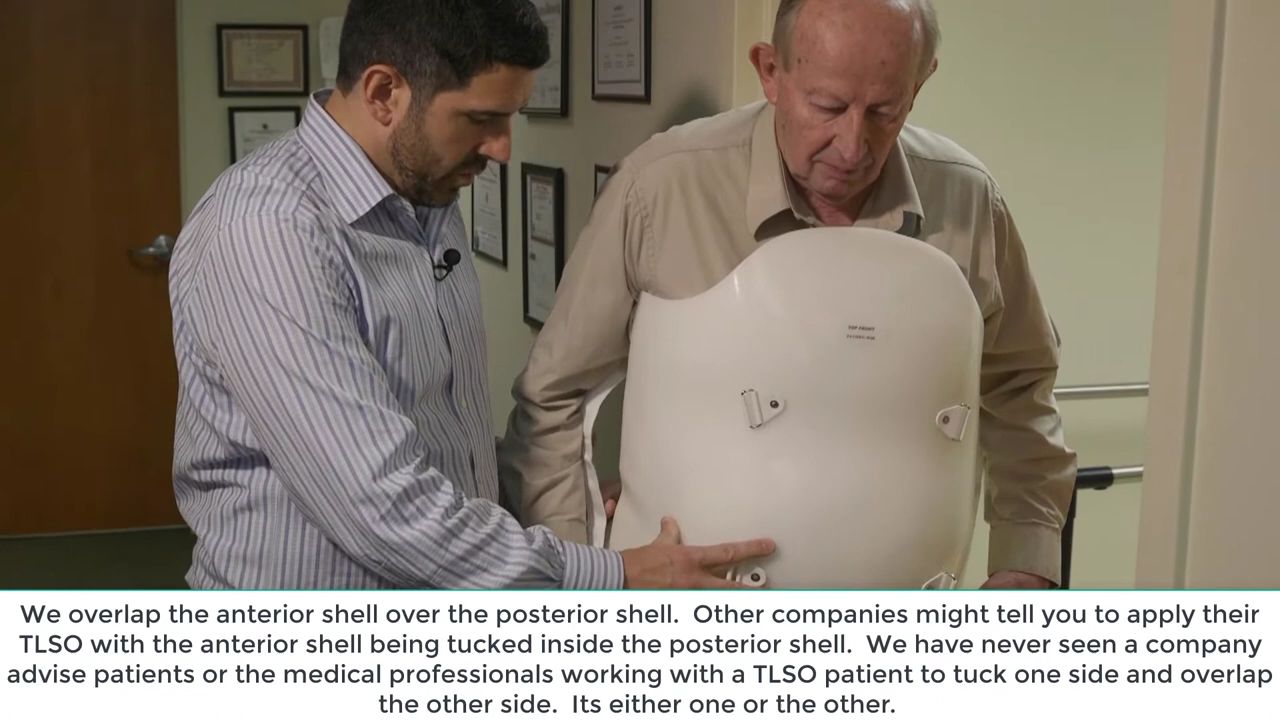 TOP FRONT
We overlap the anterior shell over the posterior shell.  Other companies might tell you to apply their
TLSO with the anterior shell being tucked inside the posterior shell.  We have never seen a company
advise patients or the medical professionals working with a TLSO patient to tuck one side and overlap
the other side.  Its either one or the other.